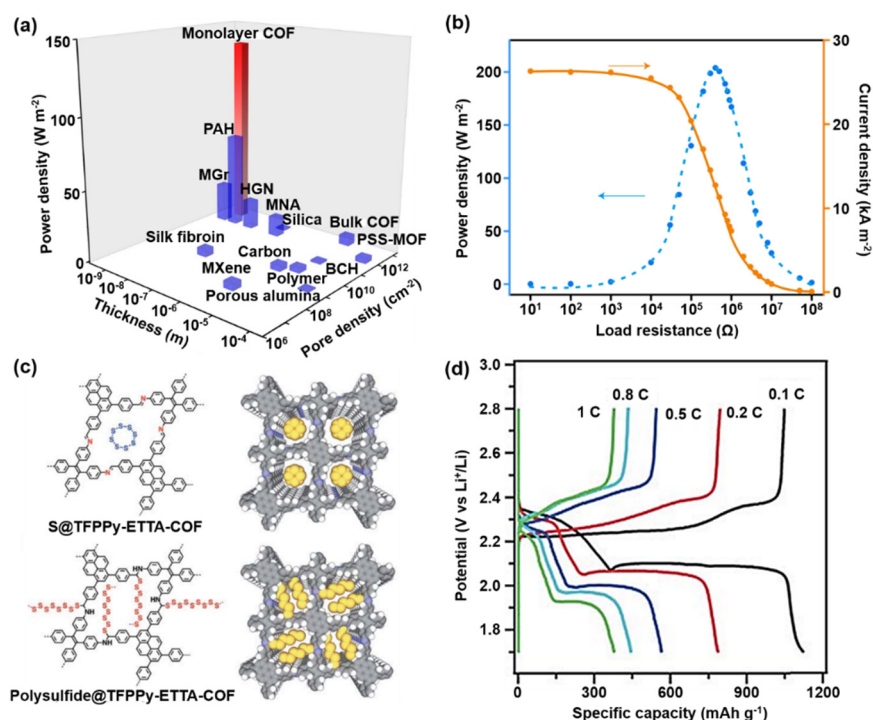 (a)
150
100
50
0
Power density (W m⁻²)
Monolayer COF
PAH
MGr
HGN
MNA
Silica
Bulk COF
PSS-MOF
Silk fibroin
Carbon
BCH
MXene
Polymer
Porous alumina
10⁻⁹
10⁻⁸
10⁻⁷
10⁻⁶
10⁻⁵
10⁻⁴
Thickness (m)
10⁶
10⁸
10¹⁰
10¹²
Pore density (cm⁻²)
(b)
200
150
100
50
0
Power density (W m⁻²)
30
20
10
0
Current density (kA m⁻²)
10¹ 10² 10³ 10⁴ 10⁵ 10⁶ 10⁷ 10⁸
Load resistance (Ω)
(c)
N
N
N
N
S S S S S S S S
S@TFPPy-ETTA-COF
HN
NH
NH
HN
Polysulfide@TFPPy-ETTA-COF
(d)
3.0
2.8
2.6
2.4
2.2
2.0
1.8
Potential (V vs Li⁺/Li)
1 C
0.8 C
0.5 C
0.2 C
0.1 C
0 300 600 900 1200
Specific capacity (mAh g⁻¹)